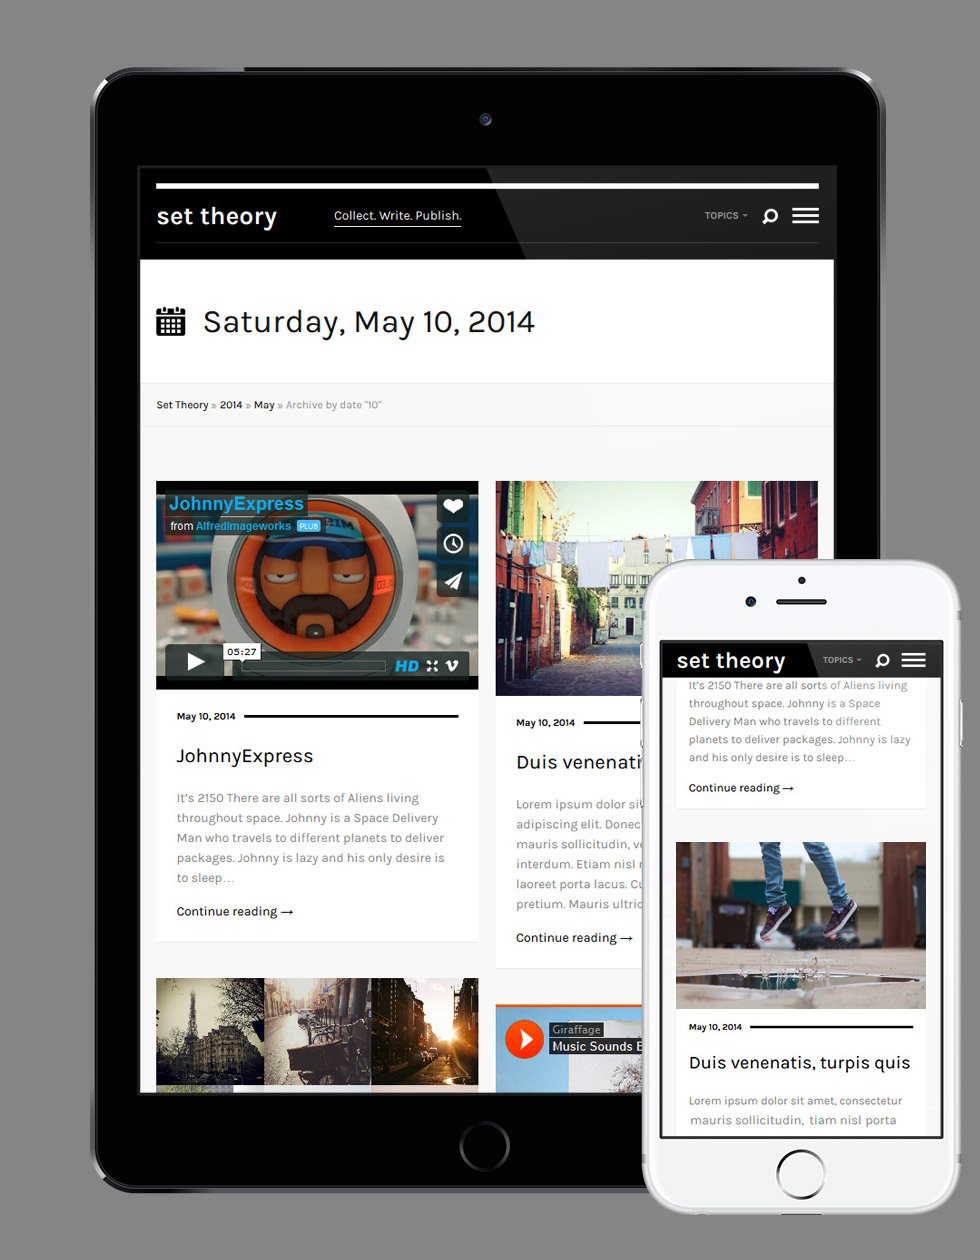 set theory
Collect. Write. Publish.
TOPICS
Saturday, May 10, 2014
Set Theory » 2014 » May » Archive by date "10"
JohnnyExpress
from AlfredImageworks PLUS
05:27
HD
May 10, 2014
JohnnyExpress
It's 2150 There are all sorts of Aliens living
throughout space. Johnny is a Space Delivery
Man who travels to different planets to deliver
packages. Johnny is lazy and his only desire is
to sleep…
Continue reading →
May 10, 2014
Duis venenati
Lorem ipsum dolor si
adipiscing elit. Donec
mauris sollicitudin, v
interdum. Etiam nisl
laoreet porta lacus. Cu
pretium. Mauris ultric
Continue reading →
Giraffage
Music Sounds
set theory
TOPICS
It's 2150 There are all sorts of Aliens living
throughout space. Johnny is a Space
Delivery Man who travels to different
planets to deliver packages. Johnny is lazy
and his only desire is to sleep…
Continue reading →
May 10, 2014
Duis venenatis, turpis quis
Lorem ipsum dolor sit amet, consectetur
mauris sollicitudin, tiam nisl porta